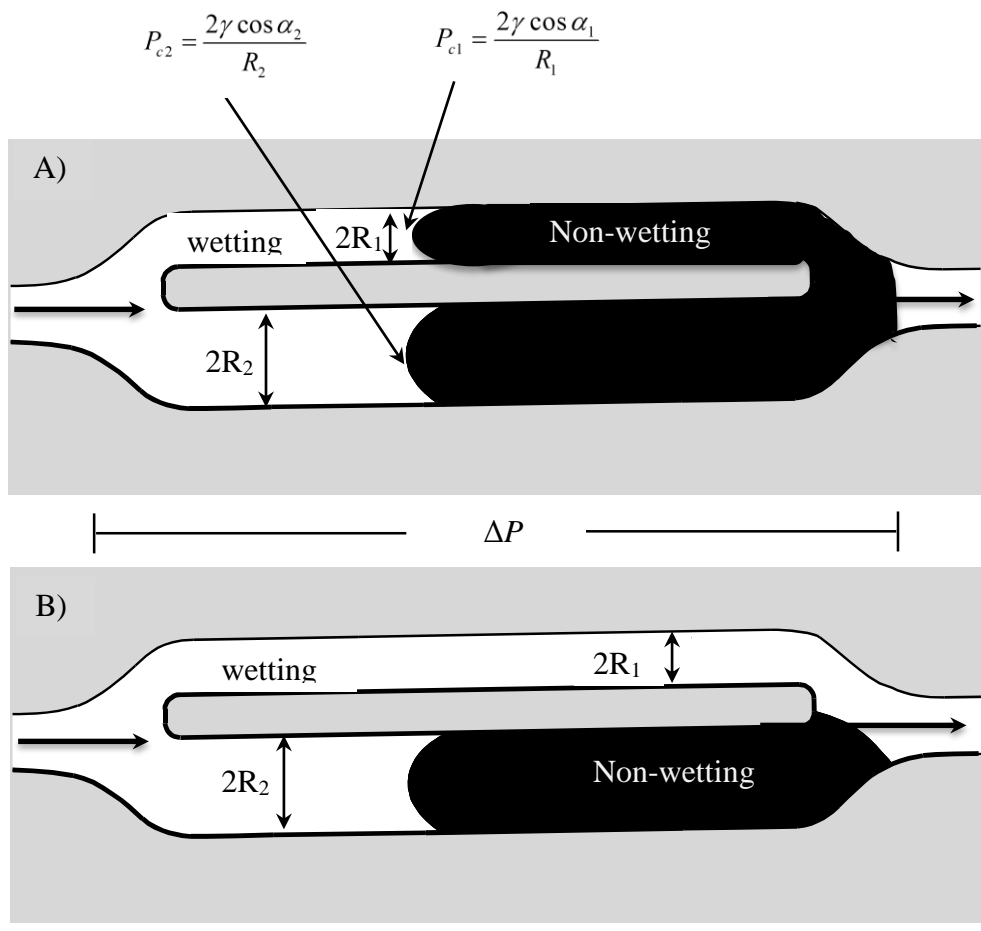 P_{c2} = \frac{2\gamma \cos\alpha_2}{R_2} P_{c1} = \frac{2\gamma \cos\alpha_1}{R_1}
A)
wetting 2R₁ Non-wetting
2R₂
ΔP
B)
wetting 2R₁
2R₂ Non-wetting